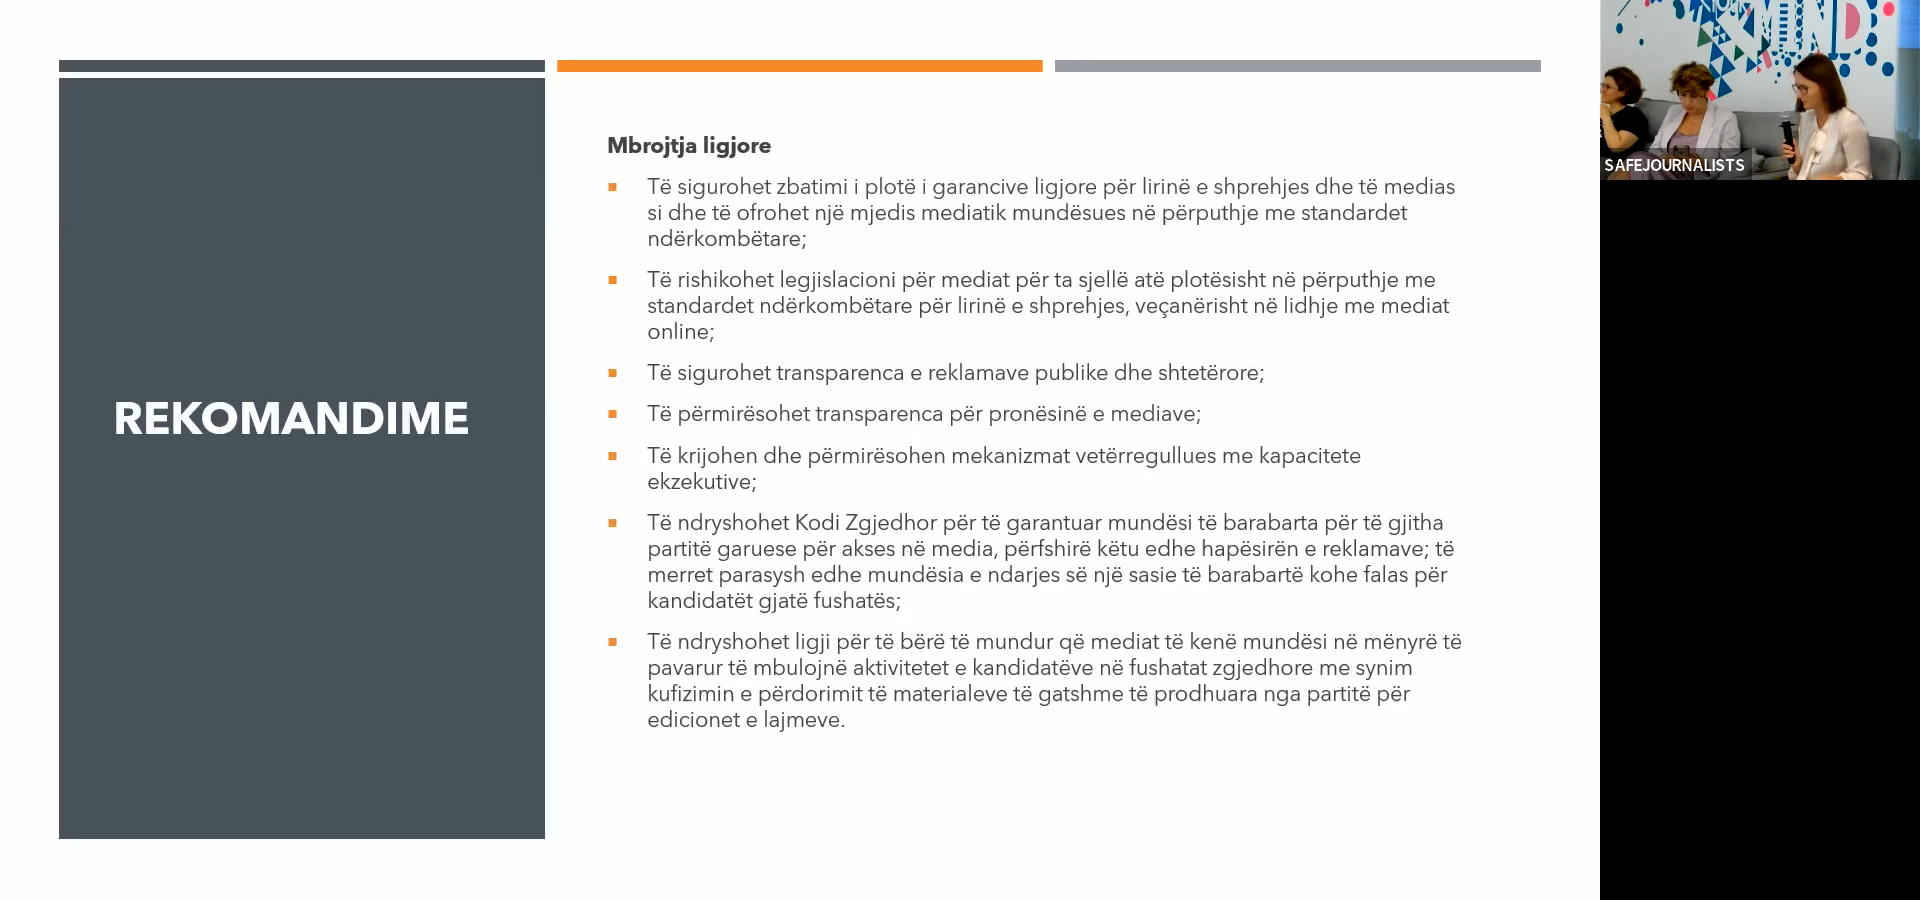 REKOMANDIME
Mbrojtja ligjore
▪ Të sigurohet zbatimi i plotë i garancive ligjore për lirinë e shprehjes dhe të medias
si dhe të ofrohet një mjedis mediatik mundësues në përputhje me standardet
ndërkombëtare;
▪ Të rishikohet legjislacioni për mediat për ta sjellë atë plotësisht në përputhje me
standardet ndërkombëtare për lirinë e shprehjes, veçanërisht në lidhje me mediat
online;
▪ Të sigurohet transparenca e reklamave publike dhe shtetërore;
▪ Të përmirësohet transparenca për pronësinë e mediave;
▪ Të krijohen dhe përmirësohen mekanizmat vetërregullues me kapacitete
ekzekutive;
▪ Të ndryshohet Kodi Zgjedhor për të garantuar mundësi të barabarta për të gjitha
partitë garuese për akses në media, përfshirë këtu edhe hapësirën e reklamave; të
merret parasysh edhe mundësia e ndarjes së një sasie të barabartë kohe falas për
kandidatët gjatë fushatës;
▪ Të ndryshohet ligji për të bërë të mundur që mediat të kenë mundësi në mënyrë të
pavarur të mbulojnë aktivitetet e kandidatëve në fushatat zgjedhore me synim
kufizimin e përdorimit të materialeve të gatshme të prodhuara nga partitë për
edicionet e lajmeve.
MIND
SAFEJOURNALISTS